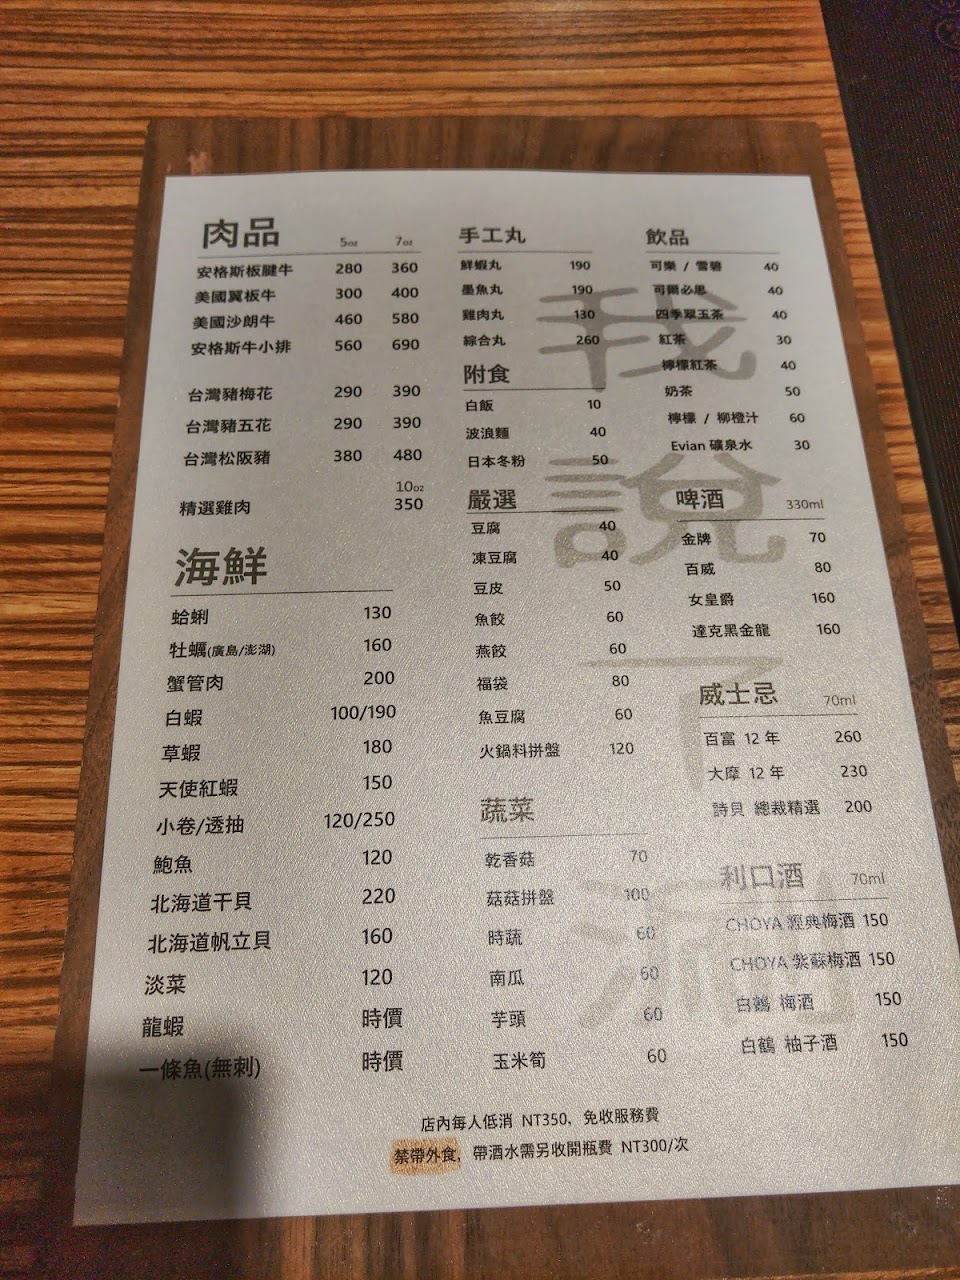 肉品 5oz 7oz
安格斯板腱牛 280 360
美國翼板牛 300 400
美國沙朗牛 460 580
安格斯牛小排 560 690
台灣豬梅花 290 390
台灣豬五花 290 390
台灣松阪豬 380 480
10oz
精選雞肉 350
海鮮
蛤蜊 130
牡蠣(廣島/澎湖) 160
蟹管肉 200
白蝦 100/190
草蝦 180
天使紅蝦 150
小卷/透抽 120/250
鮑魚 120
北海道干貝 220
北海道帆立貝 160
淡菜 120
龍蝦 時價
一條魚(無刺) 時價
手工丸
鮮蝦丸 190
墨魚丸 190
雞肉丸 130
綜合丸 260
附食
白飯 10
波浪麵 40
日本冬粉 50
嚴選
豆腐 40
凍豆腐 40
豆皮 50
魚餃 60
燕餃 60
福袋 80
魚豆腐 60
火鍋料拼盤 120
蔬菜
乾香菇 70
菇菇拼盤 100
時蔬 60
南瓜 60
芋頭 60
玉米筍 60
飲品
可樂 / 雪碧 40
可爾必思 40
四季翠玉茶 40
紅茶 30
檸檬紅茶 40
奶茶 50
檸檬 / 柳橙汁 60
Evian 礦泉水 30
啤酒 330ml
金牌 70
百威 80
女皇爵 160
達克黑金龍 160
威士忌 70ml
百富 12 年 260
大摩 12 年 230
詩貝 總裁精選 200
利口酒 70ml
CHOYA 經典梅酒 150
CHOYA 紫蘇梅酒 150
白鶴 梅酒 150
白鶴 柚子酒 150
我
說
了
店內每人低消 NT350，免收服務費
禁帶外食，帶酒水需另收開瓶費 NT300/次